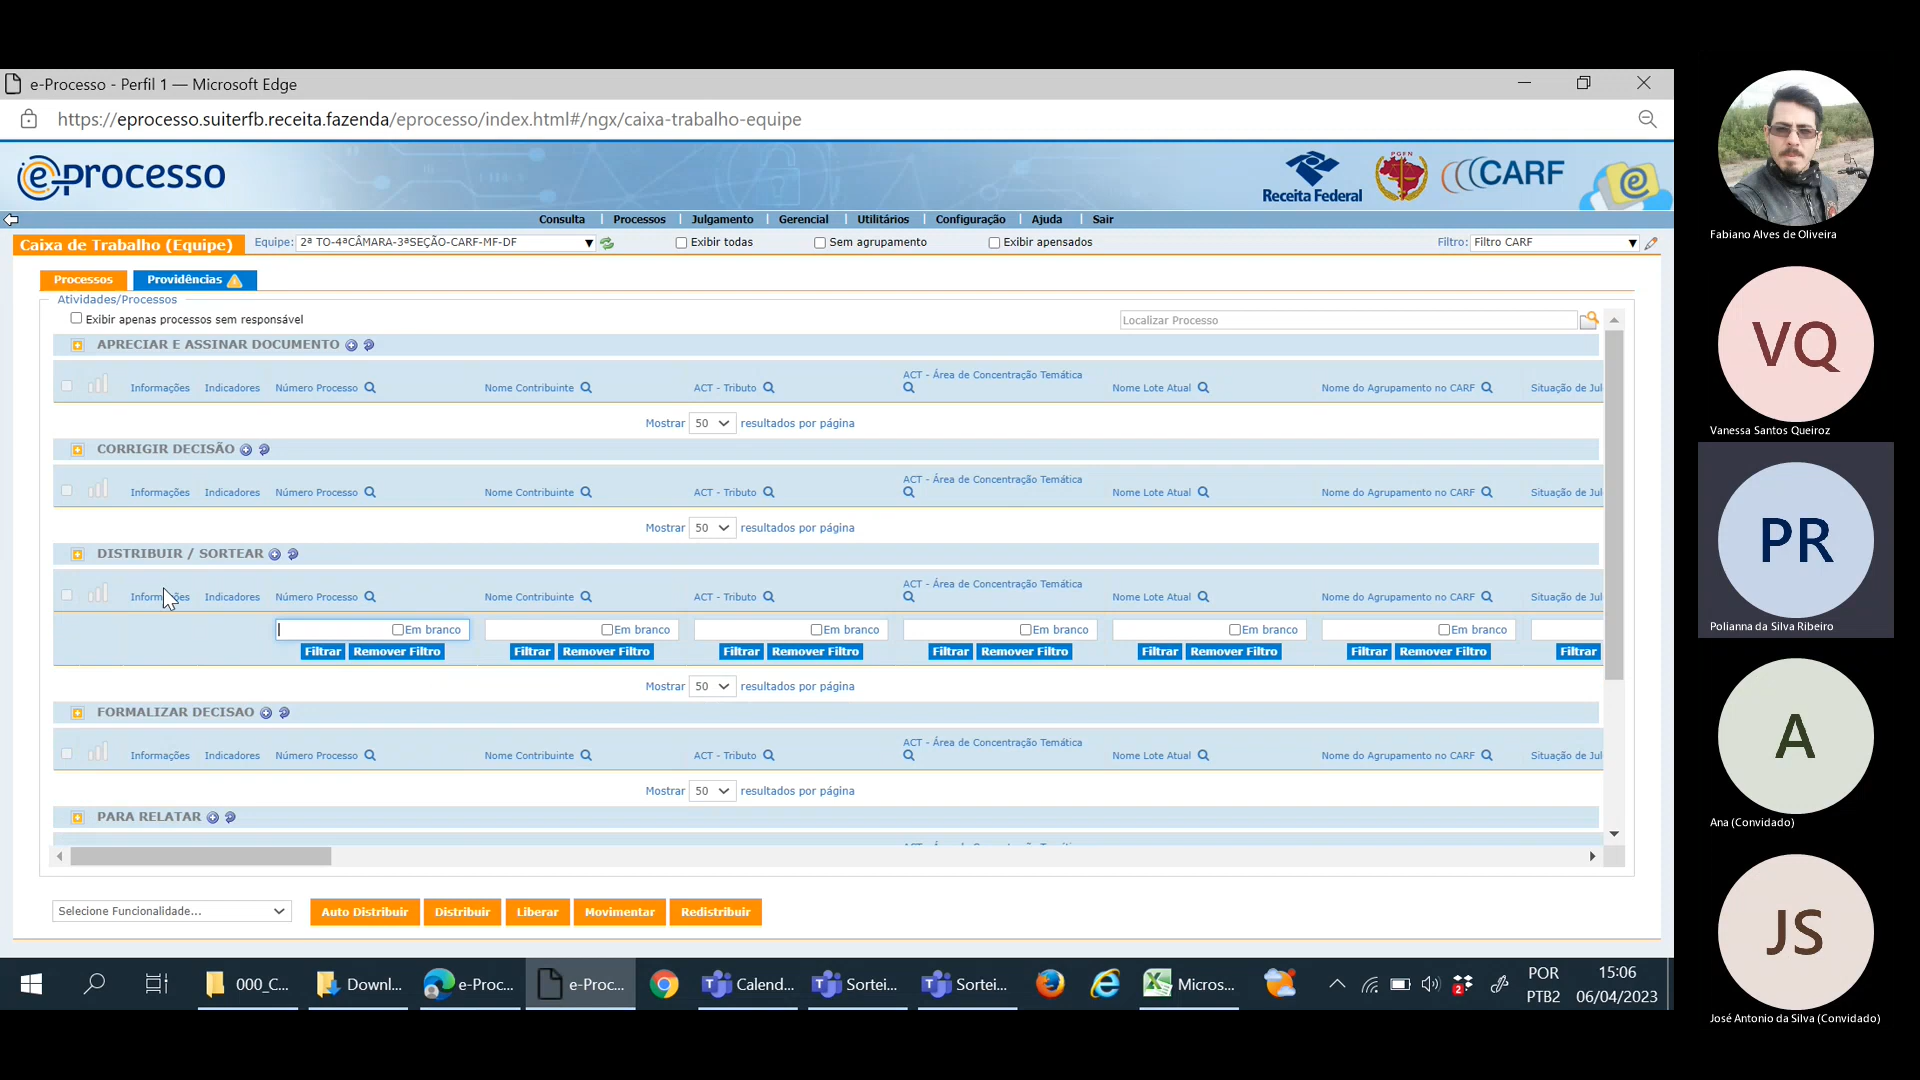 e-Processo - Perfil 1 — Microsoft Edge
https://eprocesso.suiterfb.receita.fazenda/eprocesso/index.html#/ngx/caixa-trabalho-equipe
e-processo
Receita Federal
PGFN
CARF
Consulta | Processos | Julgamento | Gerencial | Utilitários | Configuração | Ajuda | Sair
Caixa de Trabalho (Equipe) Equipe: 2ª TO-4ªCÂMARA-3ªSEÇÃO-CARF-MF-DF Exibir todas Sem agrupamento Exibir apensados Filtro: Filtro CARF
Processos Providências
Atividades/Processos
Exibir apenas processos sem responsável Localizar Processo
APRECIAR E ASSINAR DOCUMENTO
Informações Indicadores Número Processo Nome Contribuinte ACT - Tributo ACT - Área de Concentração Temática Nome Lote Atual Nome do Agrupamento no CARF Situação de Jul
Mostrar 50 resultados por página
CORRIGIR DECISÃO
Informações Indicadores Número Processo Nome Contribuinte ACT - Tributo ACT - Área de Concentração Temática Nome Lote Atual Nome do Agrupamento no CARF Situação de Jul
Mostrar 50 resultados por página
DISTRIBUIR / SORTEAR
Informações Indicadores Número Processo Nome Contribuinte ACT - Tributo ACT - Área de Concentração Temática Nome Lote Atual Nome do Agrupamento no CARF Situação de Jul
Em branco Em branco Em branco Em branco Em branco Em branco
Filtrar Remover Filtro Filtrar Remover Filtro Filtrar Remover Filtro Filtrar Remover Filtro Filtrar Remover Filtro Filtrar Remover Filtro Filtrar
Mostrar 50 resultados por página
FORMALIZAR DECISAO
Informações Indicadores Número Processo Nome Contribuinte ACT - Tributo ACT - Área de Concentração Temática Nome Lote Atual Nome do Agrupamento no CARF Situação de Jul
Mostrar 50 resultados por página
PARA RELATAR
Selecione Funcionalidade... Auto Distribuir Distribuir Liberar Movimentar Redistribuir
000_C... Downl... e-Proc... e-Proc... Calend... Sortei... Sortei... Micros... 2 POR PTB2 15:06 06/04/2023
Fabiano Alves de Oliveira
VQ
Vanessa Santos Queiroz
PR
Polianna da Silva Ribeiro
A
Ana (Convidado)
JS
José Antonio da Silva (Convidado)